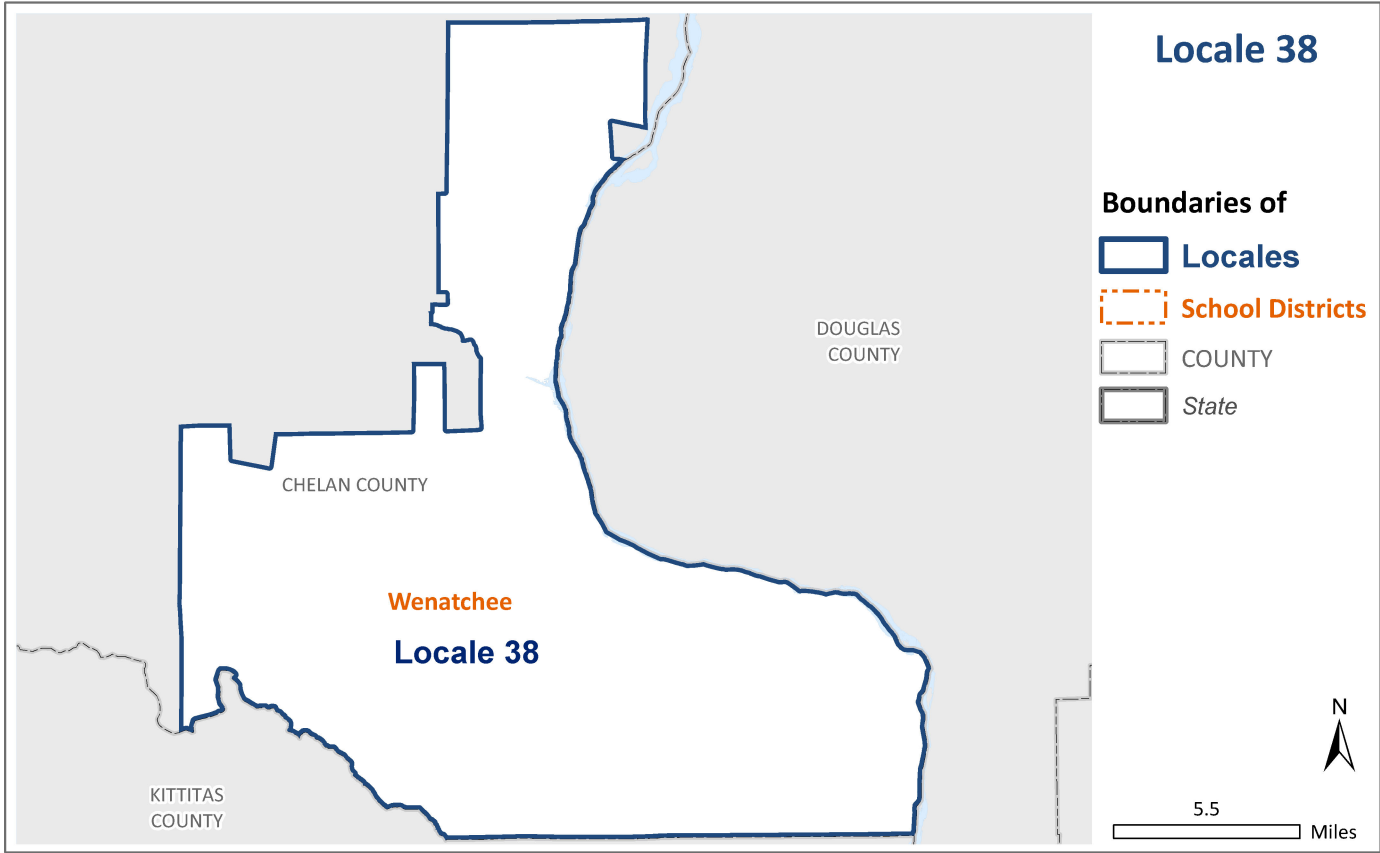 Locale 38
Boundaries of
Locales
School Districts
COUNTY
State
DOUGLAS
COUNTY
CHELAN COUNTY
Wenatchee
Locale 38
KITTITAS
COUNTY
N
5.5
Miles